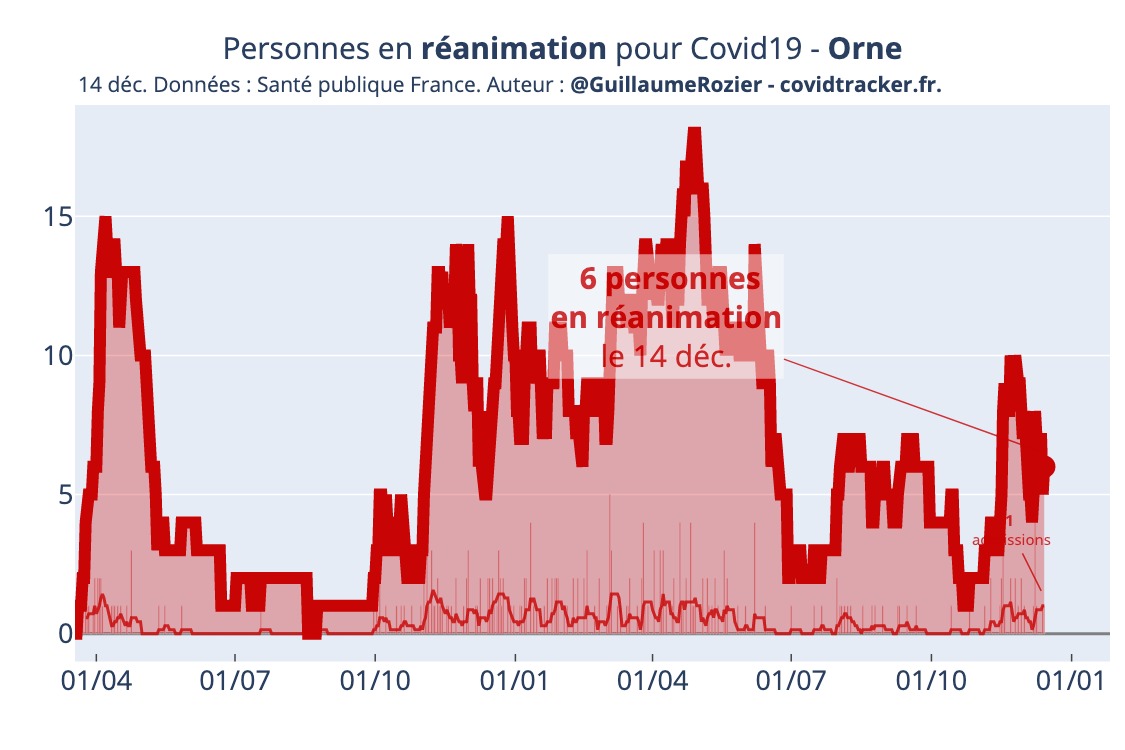 Personnes en réanimation pour Covid19 - Orne
14 déc. Données : Santé publique France. Auteur : @GuillaumeRozier - covidtracker.fr.
15
10
5
0
6 personnes
en réanimation
le 14 déc.
1
admissions
01/04
01/07
01/10
01/01
01/04
01/07
01/10
01/01